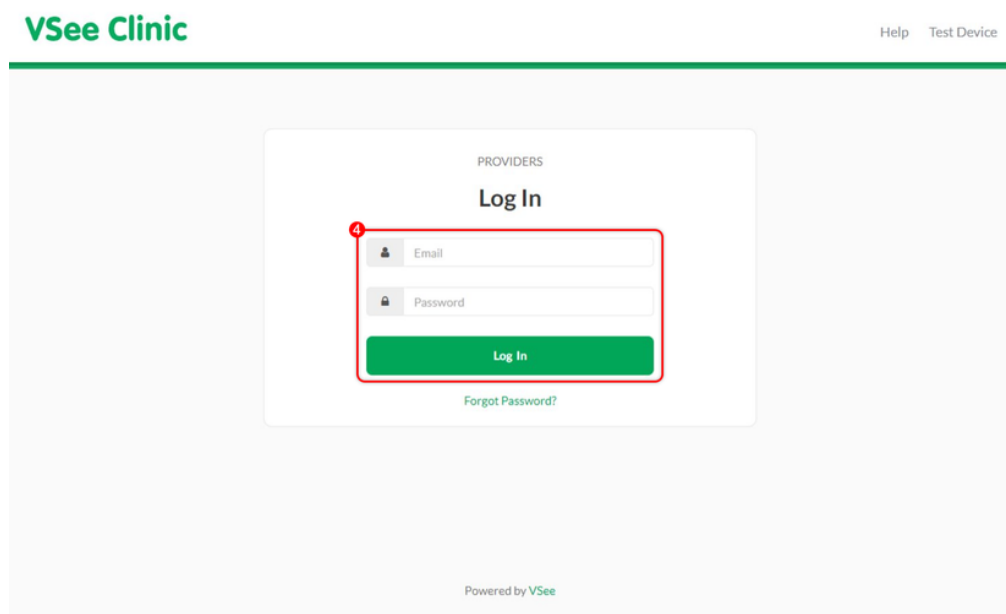 VSee Clinic
Help Test Device
PROVIDERS
Log In
4
Email
Password
Log In
Forgot Password?
Powered by VSee